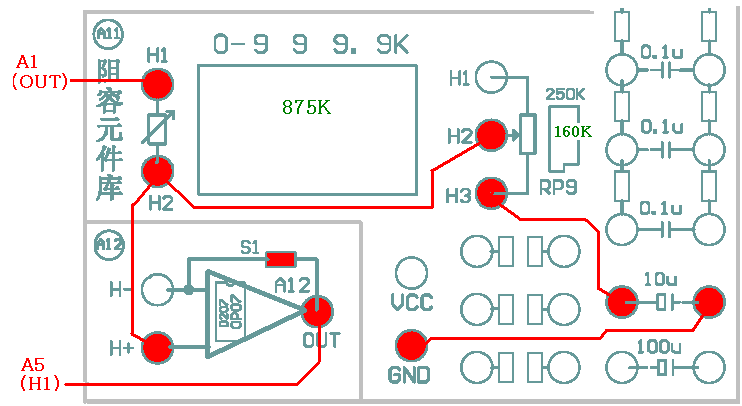 A11
H1
0-9 9 9.9K
A1
(OUT)
阻容元件库
875K
H1
250K
160K
H2
H3
RP9
H2
0.1u
0.1u
0.1u
A12
S1
H-
A12
D207
OP07
H+
OUT
VCC
GND
10u
100u
A5
(H1)